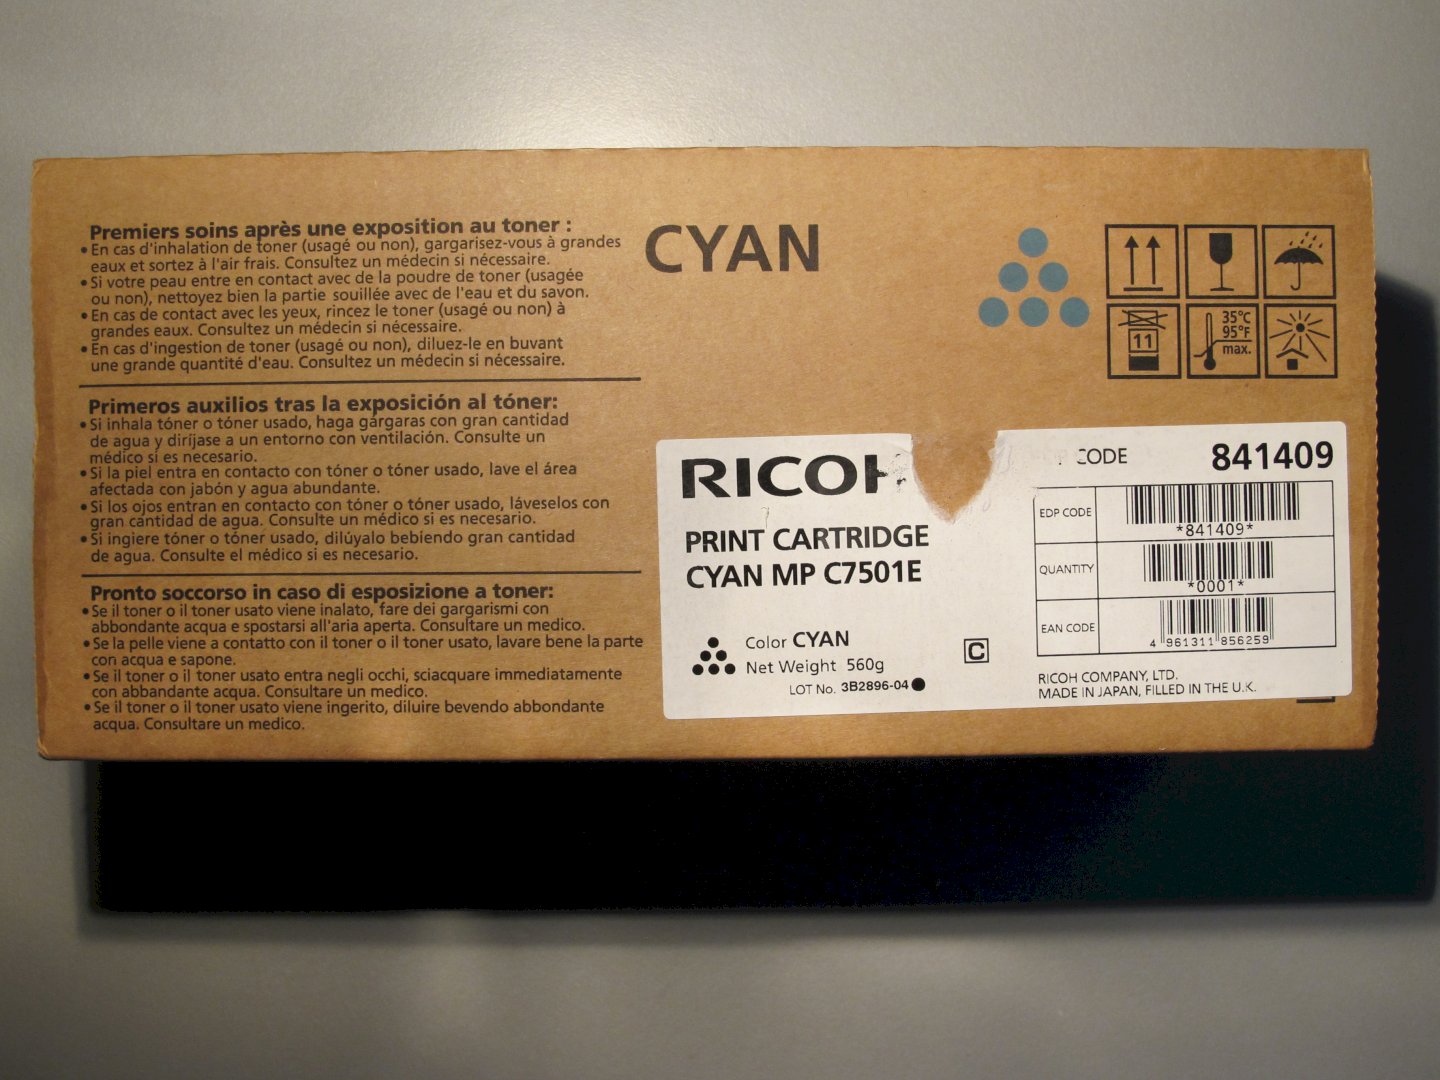 Premiers soins après une exposition au toner :
• En cas d'inhalation de toner (usagé ou non), gargarisez-vous à grandes
eaux et sortez à l'air frais. Consultez un médecin si nécessaire.
• Si votre peau entre en contact avec de la poudre de toner (usagée
ou non), nettoyez bien la partie souillée avec de l'eau et du savon.
• En cas de contact avec les yeux, rincez le toner (usagé ou non) à
grandes eaux. Consultez un médecin si nécessaire.
• En cas d'ingestion de toner (usagé ou non), diluez-le en buvant
une grande quantité d'eau. Consultez un médecin si nécessaire.
Primeros auxilios tras la exposición al tóner:
• Si inhala tóner o tóner usado, haga gárgaras con gran cantidad
de agua y diríjase a un entorno con ventilación. Consulte un
médico si es necesario.
• Si la piel entra en contacto con tóner o tóner usado, lave el área
afectada con jabón y agua abundante.
• Si los ojos entran en contacto con tóner o tóner usado, láveselos con
gran cantidad de agua. Consulte un médico si es necesario.
• Si ingiere tóner o tóner usado, dilúyalo bebiendo gran cantidad
de agua. Consulte el médico si es necesario.
Pronto soccorso in caso di esposizione a toner:
• Se il toner o il toner usato viene inalato, fare dei gargarismi con
abbondante acqua e spostarsi all'aria aperta. Consultare un medico.
• Se la pelle viene a contatto con il toner o il toner usato, lavare bene la parte
con acqua e sapone.
• Se il toner o il toner usato entra negli occhi, sciacquare immediatamente
con abbandante acqua. Consultare un medico.
• Se il toner o il toner usato viene ingerito, diluire bevendo abbondante
acqua. Consultare un medico.
CYAN
11
35°C
95°F
max.
RICOH
PRINT CARTRIDGE
CYAN MP C7501E
Color CYAN
Net Weight 560g
LOT No. 3B2896-04
C
CODE 841409
EDP CODE
*841409*
QUANTITY
*0001*
EAN CODE
4 961311 856259
RICOH COMPANY, LTD.
MADE IN JAPAN, FILLED IN THE U.K.